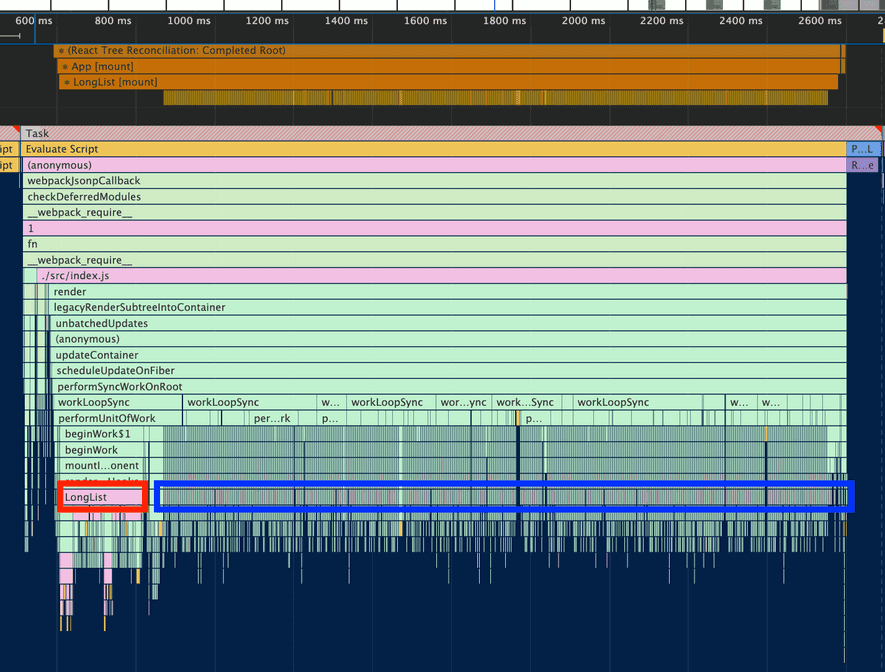 600 ms 800 ms 1000 ms 1200 ms 1400 ms 1600 ms 1800 ms 2000 ms 2200 ms 2400 ms 2600 ms
(React Tree Reconciliation: Completed Root)
App [mount]
LongList [mount]
Task
ipt Evaluate Script P...L
ipt (anonymous) R...e
webpackJsonpCallback
checkDeferredModules
__webpack_require__
1
fn
__webpack_require__
./src/index.js
render
legacyRenderSubtreeIntoContainer
unbatchedUpdates
(anonymous)
updateContainer
scheduleUpdateOnFiber
performSyncWorkOnRoot
workLoopSync workLoopSync w... workLoopSync wor...ync work...Sync workLoopSync w... w...
performUnitOfWork per...rk p... p...
beginWork$1
beginWork
mountI...onent
LongList